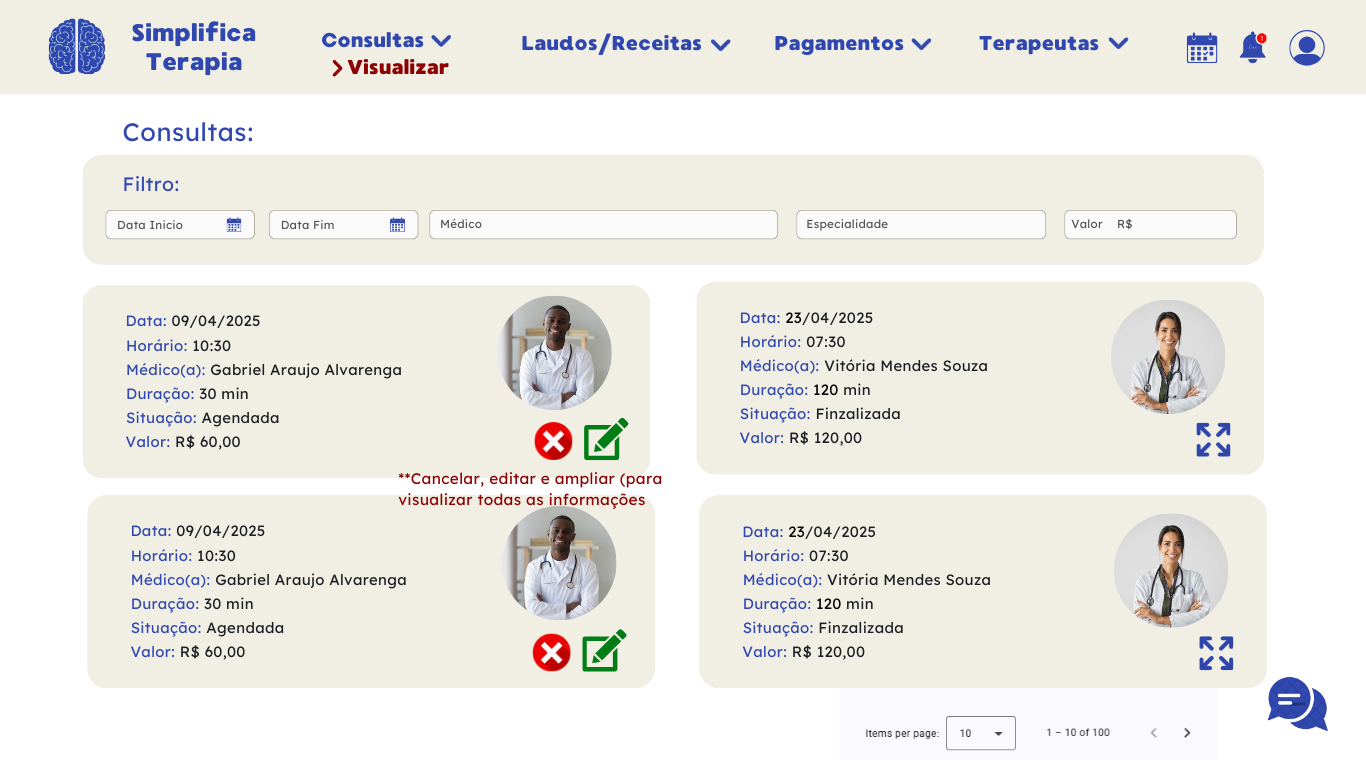 Simplifica
Terapia
Consultas
Visualizar
Laudos/Receitas
Pagamentos
Terapeutas
1
Consultas:
Filtro:
Data Inicio
Data Fim
Médico
Especialidade
Valor R$
Data: 09/04/2025
Horário: 10:30
Médico(a): Gabriel Araujo Alvarenga
Duração: 30 min
Situação: Agendada
Valor: R$ 60,00
Data: 23/04/2025
Horário: 07:30
Médico(a): Vitória Mendes Souza
Duração: 120 min
Situação: Finzalizada
Valor: R$ 120,00
**Cancelar, editar e ampliar (para
visualizar todas as informações
Data: 09/04/2025
Horário: 10:30
Médico(a): Gabriel Araujo Alvarenga
Duração: 30 min
Situação: Agendada
Valor: R$ 60,00
Data: 23/04/2025
Horário: 07:30
Médico(a): Vitória Mendes Souza
Duração: 120 min
Situação: Finzalizada
Valor: R$ 120,00
Items per page: 10 1 – 10 of 100